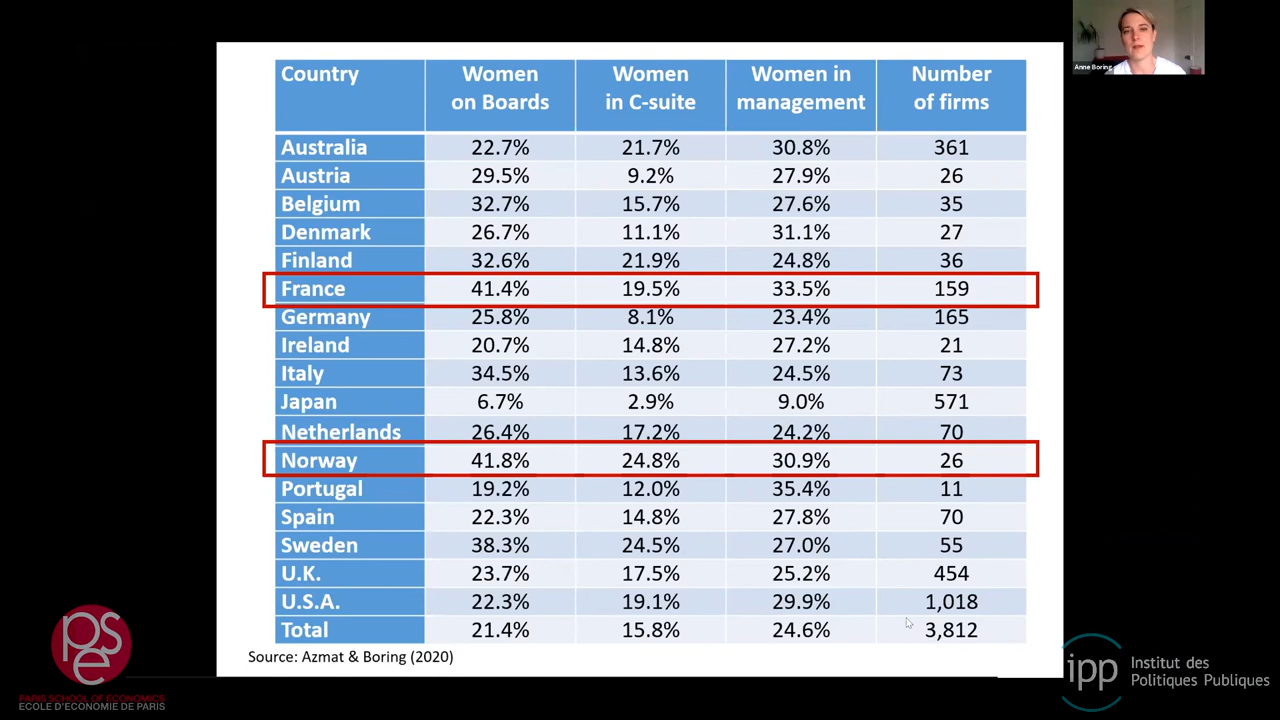 Anne Boring
Country Women on Boards Women in C-suite Women in management Number of firms
Australia 22.7% 21.7% 30.8% 361
Austria 29.5% 9.2% 27.9% 26
Belgium 32.7% 15.7% 27.6% 35
Denmark 26.7% 11.1% 31.1% 27
Finland 32.6% 21.9% 24.8% 36
France 41.4% 19.5% 33.5% 159
Germany 25.8% 8.1% 23.4% 165
Ireland 20.7% 14.8% 27.2% 21
Italy 34.5% 13.6% 24.5% 73
Japan 6.7% 2.9% 9.0% 571
Netherlands 26.4% 17.2% 24.2% 70
Norway 41.8% 24.8% 30.9% 26
Portugal 19.2% 12.0% 35.4% 11
Spain 22.3% 14.8% 27.8% 70
Sweden 38.3% 24.5% 27.0% 55
U.K. 23.7% 17.5% 25.2% 454
U.S.A. 22.3% 19.1% 29.9% 1,018
Total 21.4% 15.8% 24.6% 3,812
Source: Azmat & Boring (2020)
pse
PARIS SCHOOL OF ECONOMICS
ECOLE D'ECONOMIE DE PARIS
ipp
Institut des
Politiques Publiques